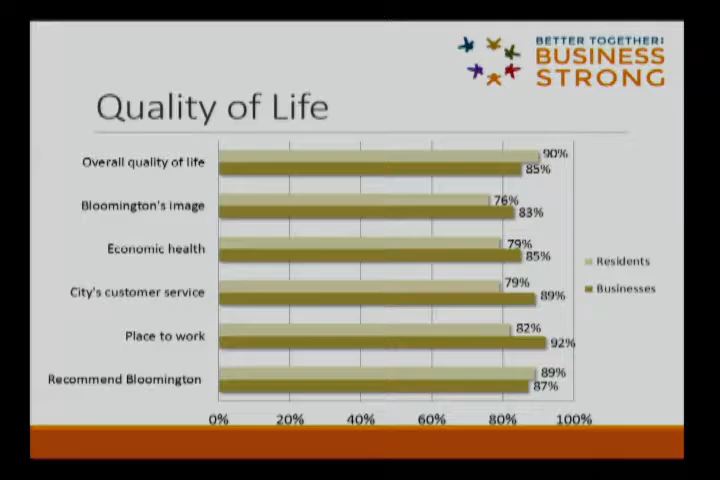 BETTER TOGETHER:
BUSINESS
STRONG
Quality of Life
Overall quality of life
90%
85%
Bloomington's image
76%
83%
Economic health
79%
85%
City's customer service
79%
89%
Place to work
82%
92%
Recommend Bloomington
89%
87%
Residents
Businesses
0% 20% 40% 60% 80% 100%